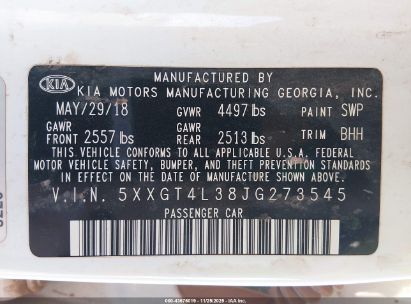 MANUFACTURED BY
KIA
KIA MOTORS MANUFACTURING GEORGIA, INC.
MAY/29/18 GVWR 4497 lbs PAINT SWP
GAWR FRONT 2557 lbs GAWR REAR 2513 lbs TRIM BHH
THIS VEHICLE CONFORMS TO ALL APPLICABLE U.S.A. FEDERAL
MOTOR VEHICLE SAFETY, BUMPER, AND THEFT PREVENTION STANDARDS
IN EFFECT ON THE DATE OF MANUFACTURE SHOWN ABOVE.
V.I.N. 5XXGT4L38JG273545
PASSENGER CAR